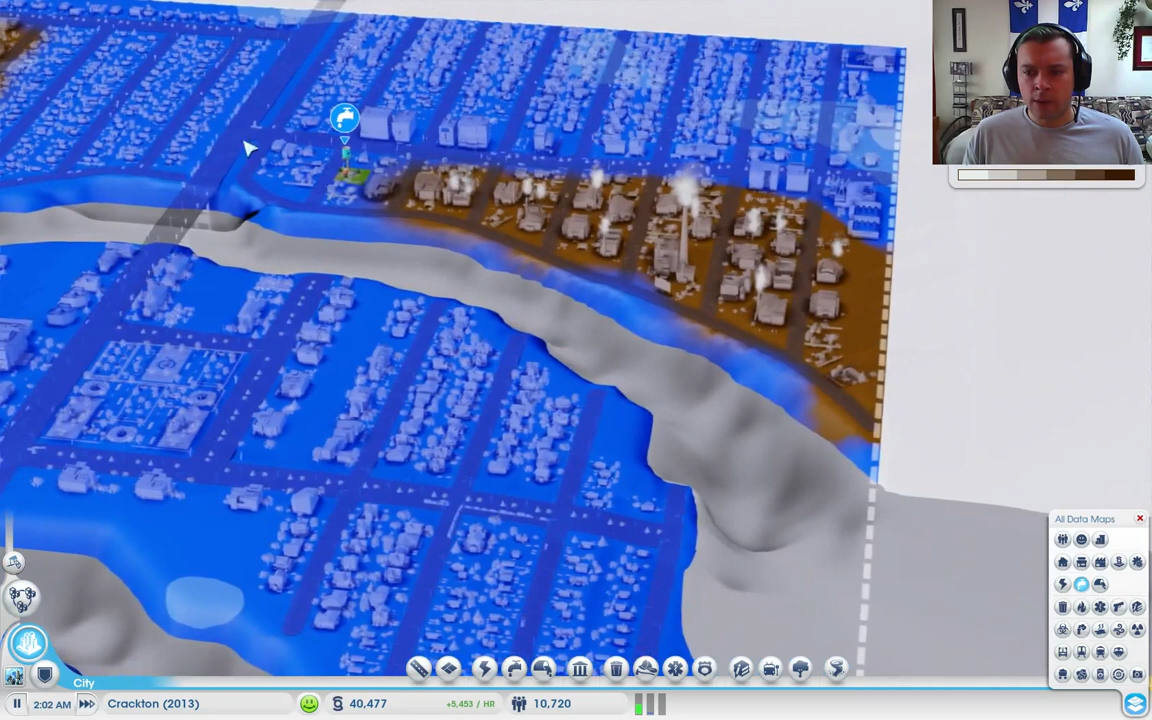 All Data Maps
City
2:02 AM
Crackton (2013)
40,477
+5,453 / HR
10,720